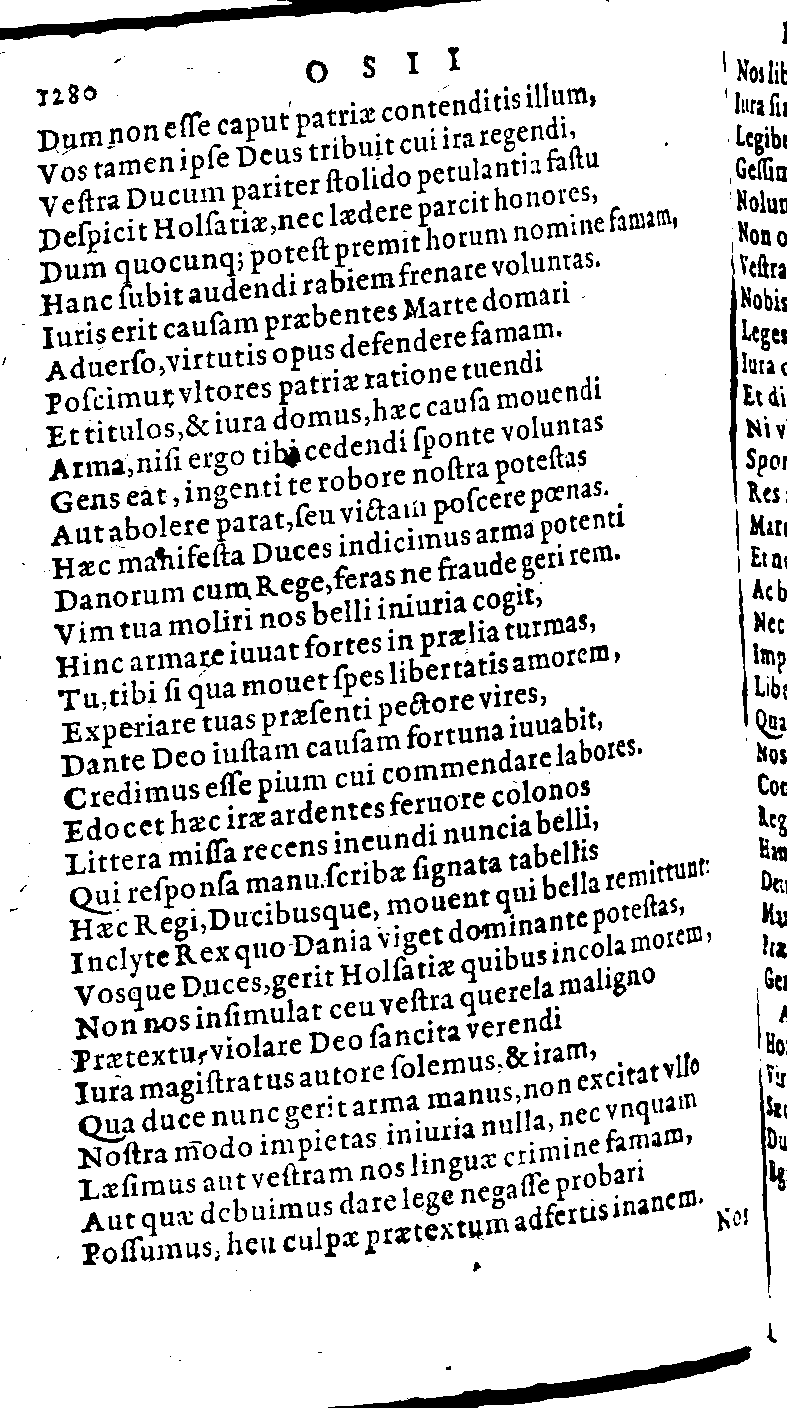 1280
OSII
Dum non eſſe caput patriæ contenditis illum,
Vos tamen ipſe Deus tribuit cui ira regendi,
Veſtra Ducum pariter ſtolido petulantia faſtu
Deſpicit Holſatiæ, nec lædere parcit honores,
Dum quocunq; poteſt premit horum nomine famam,
Hanc ſubit audendi rabiem frenare voluntas.
Iuris erit cauſam præbentes Marte domari
Aduerſo, virtutis opus defendere famam.
Poſcimur, vltores patriæ ratione tuendi
Et titulos, & iura domus, hæc cauſa mouendi
Arma, niſi ergo tibi cedendi ſponte voluntas
Gens eat, ingenti te robore noſtra poteſtas
Aut abolere parat, ſeu victam poſcere pœnas.
Hæc manifeſta Duces indicimus arma potenti
Danorum cum Rege, feras ne fraude geri rem.
Vim tua moliri nos belli iniuria cogit,
Hinc armare iuuat fortes in prælia turmas,
Tu, tibi ſi qua mouet ſpes libertatis amorem,
Experiare tuas præſenti pectore vires,
Dante Deo iuſtam cauſam fortuna iuuabit,
Credimus eſſe pium cui commendare labores.
Edocet hæc iræ ardentes feruore colonos
Littera miſſa recens ineundi nuncia belli,
Qui reſponſa manu ſcribæ ſignata tabellis
Hæc Regi, Ducibusque, mouent qui bella remittunt:
Inclyte Rex quo Dania viget dominante poteſtas,
Vosque Duces, gerit Holſatiæ quibus incola morem,
Non nos inſimulat ceu veſtra querela maligno
Prætextu, violare Deo ſancita verendi
Iura magiſtratus autore ſolemus, & iram,
Qua duce nunc gerit arma manus, non excitat vllo
Noſtra modo impietas iniuria nulla, nec vnquam
Læſimus aut veſtram nos linguæ crimine famam,
Aut quæ debuimus dare lege negaſſe probari
Poſſumus, heu culpæ prætextum adfertis inanem.
Nos
Nos lib
Iura ſi
Legibu
Geſſim
Nolun
Non o
Veſtra
Nobis
Leges
Iura
Et di
Ni v
Spon
Res
Mar
Et n
Ac b
Nec
Imp
Libe
Qua
Nos
Reg
Ho
Du